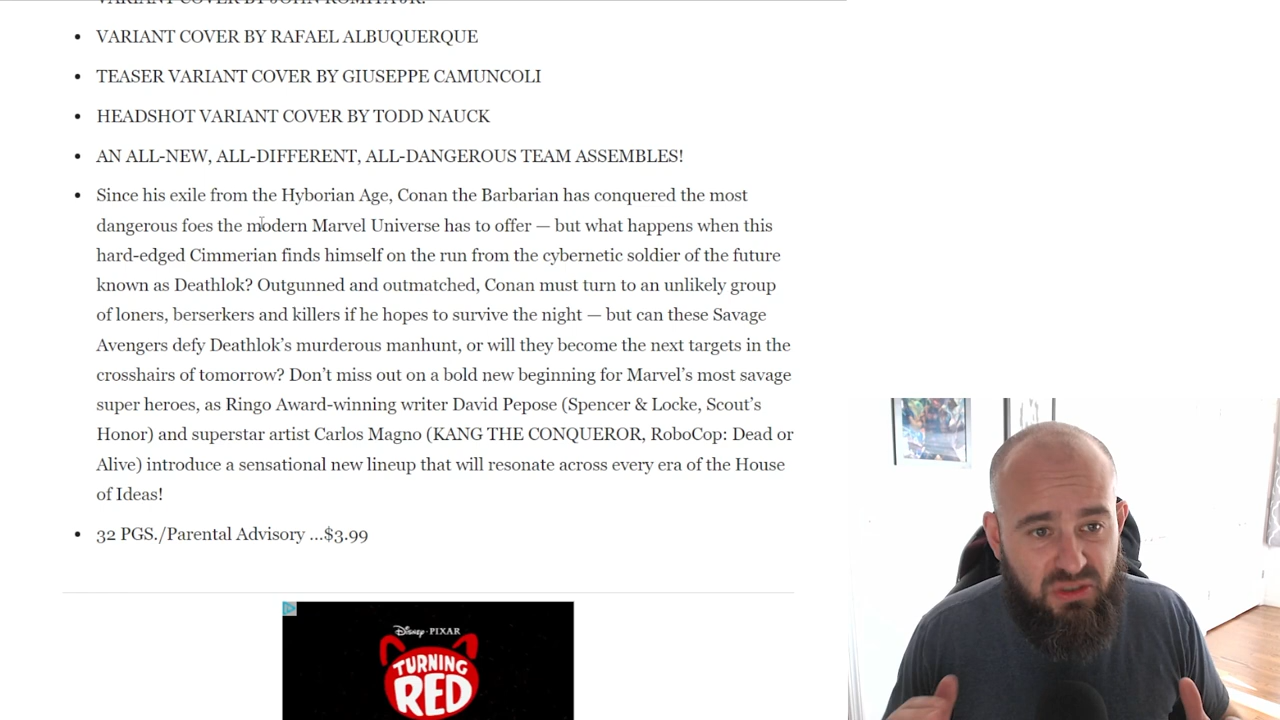 VARIANT COVER BY JOHN ROMITA JR.
VARIANT COVER BY RAFAEL ALBUQUERQUE
TEASER VARIANT COVER BY GIUSEPPE CAMUNCOLI
HEADSHOT VARIANT COVER BY TODD NAUCK
AN ALL-NEW, ALL-DIFFERENT, ALL-DANGEROUS TEAM ASSEMBLES!
Since his exile from the Hyborian Age, Conan the Barbarian has conquered the most
dangerous foes the modern Marvel Universe has to offer — but what happens when this
hard-edged Cimmerian finds himself on the run from the cybernetic soldier of the future
known as Deathlok? Outgunned and outmatched, Conan must turn to an unlikely group
of loners, berserkers and killers if he hopes to survive the night — but can these Savage
Avengers defy Deathlok’s murderous manhunt, or will they become the next targets in the
crosshairs of tomorrow? Don’t miss out on a bold new beginning for Marvel’s most savage
super heroes, as Ringo Award-winning writer David Pepose (Spencer & Locke, Scout’s
Honor) and superstar artist Carlos Magno (KANG THE CONQUEROR, RoboCop: Dead or
Alive) introduce a sensational new lineup that will resonate across every era of the House
of Ideas!
32 PGS./Parental Advisory …$3.99
Disney·PIXAR
TURNING
RED